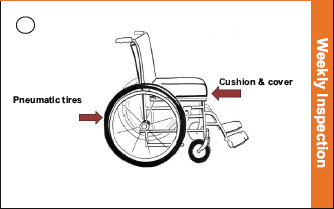 Cushion & cover
Pneumatic tires
Weekly Inspection